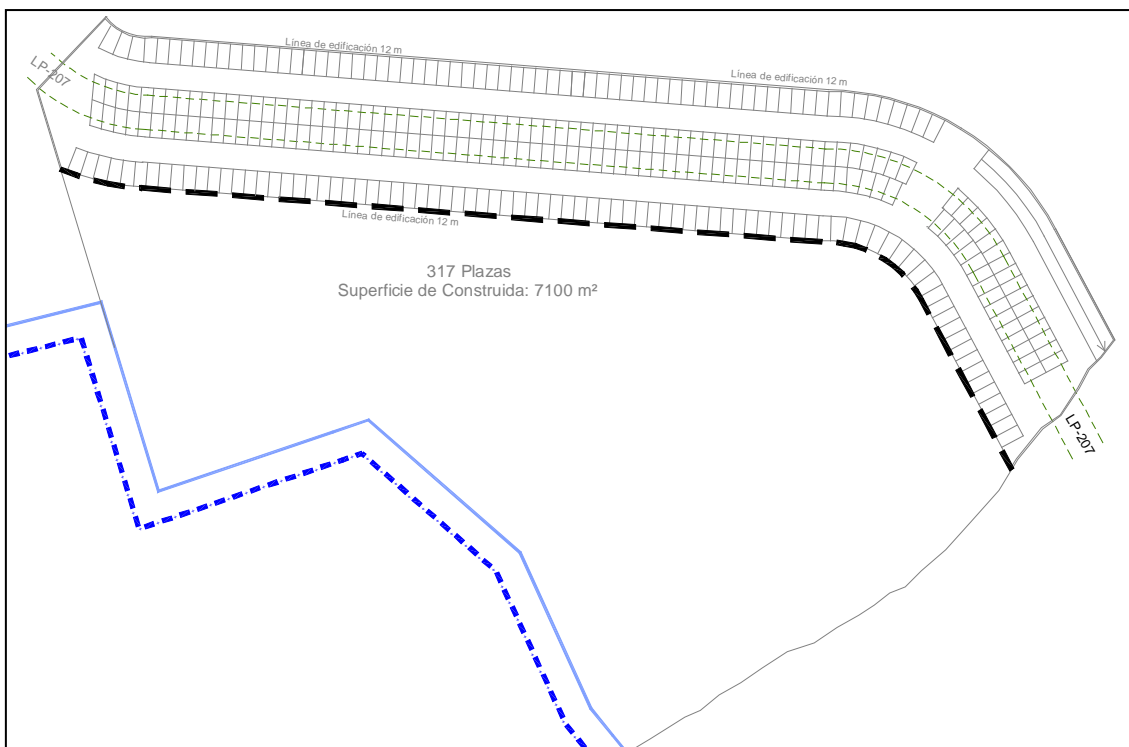 Línea de edificación 12 m
Línea de edificación 12 m
LP-207
Línea de edificación 12 m
317 Plazas
Superficie de Construida: 7100 m²
LP-207